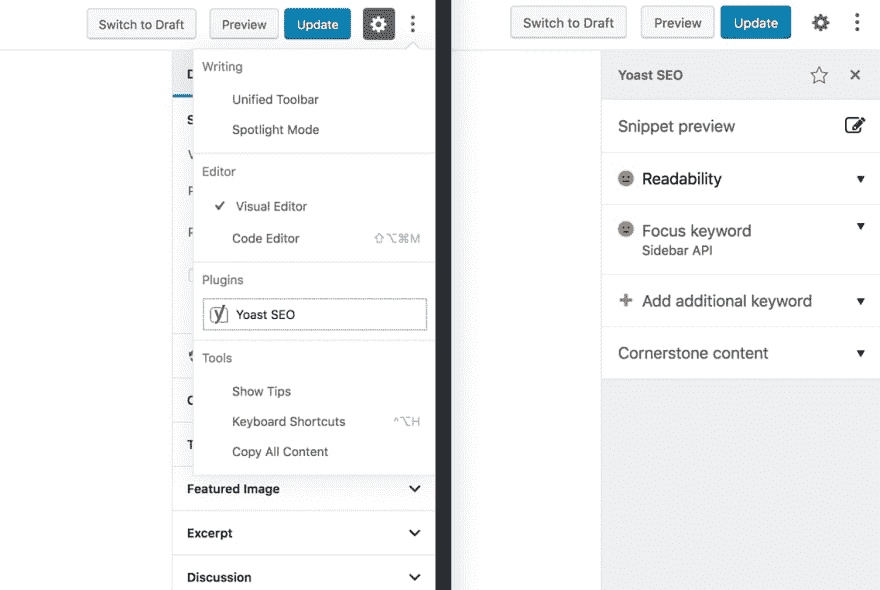 Switch to Draft
Preview
Update
Writing
Unified Toolbar
Spotlight Mode
Editor
✓ Visual Editor
Code Editor ⇧⌥⌘M
Plugins
Yoast SEO
Tools
Show Tips
Keyboard Shortcuts ^⌥H
Copy All Content
Featured Image
Excerpt
Discussion
Switch to Draft
Preview
Update
Yoast SEO
Snippet preview
Readability
Focus keyword
Sidebar API
Add additional keyword
Cornerstone content